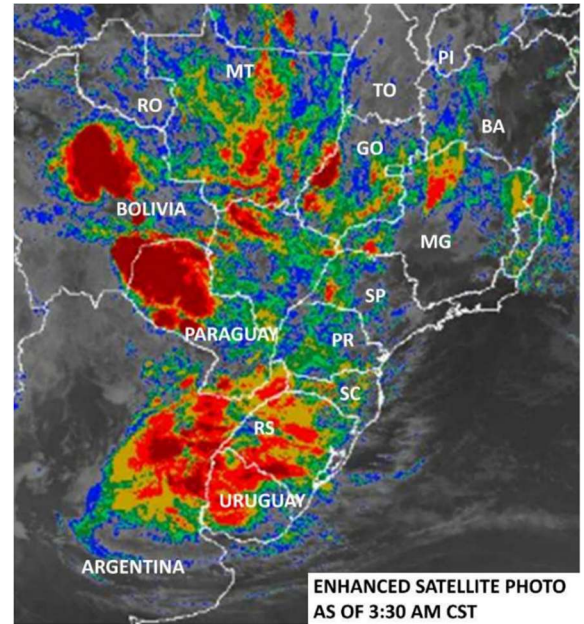 PI
MT
TO
RO
BA
GO
BOLIVIA
MG
SP
PARAGUAY
PR
SC
RS
URUGUAY
ARGENTINA
ENHANCED SATELLITE PHOTO
AS OF 3:30 AM CST